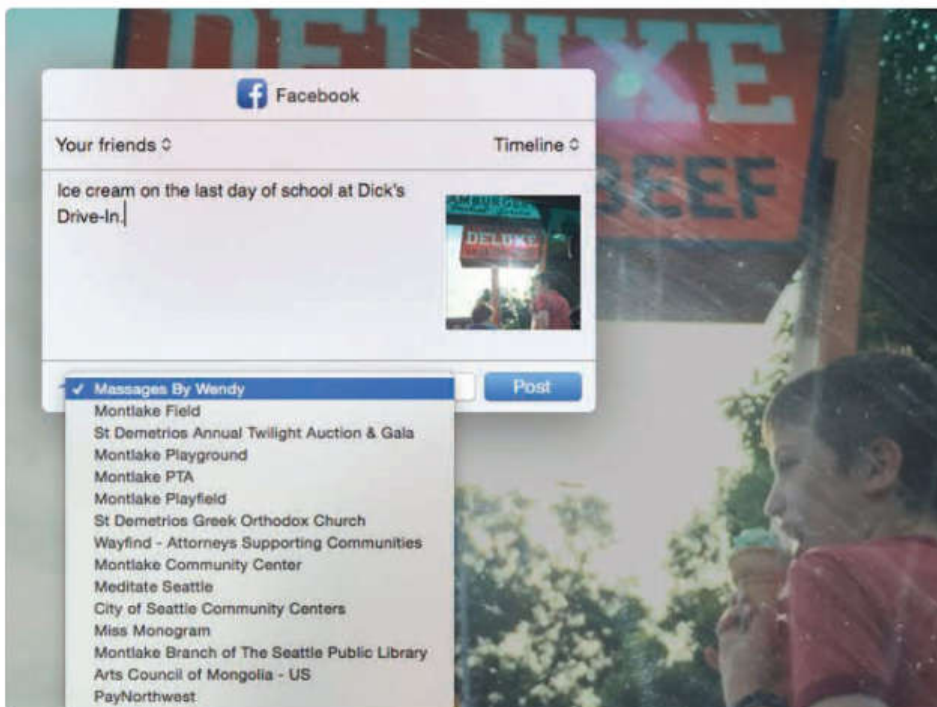 DELUXE
BEEF
Facebook
Your friends
Timeline
Ice cream on the last day of school at Dick's
Drive-In.
HAMBURGERS
DELUXE
Post
Massages By Wendy
Montlake Field
St Demetrios Annual Twilight Auction & Gala
Montlake Playground
Montlake PTA
Montlake Playfield
St Demetrios Greek Orthodox Church
Wayfind - Attorneys Supporting Communities
Montlake Community Center
Meditate Seattle
City of Seattle Community Centers
Miss Monogram
Montlake Branch of The Seattle Public Library
Arts Council of Mongolia - US
PayNorthwest